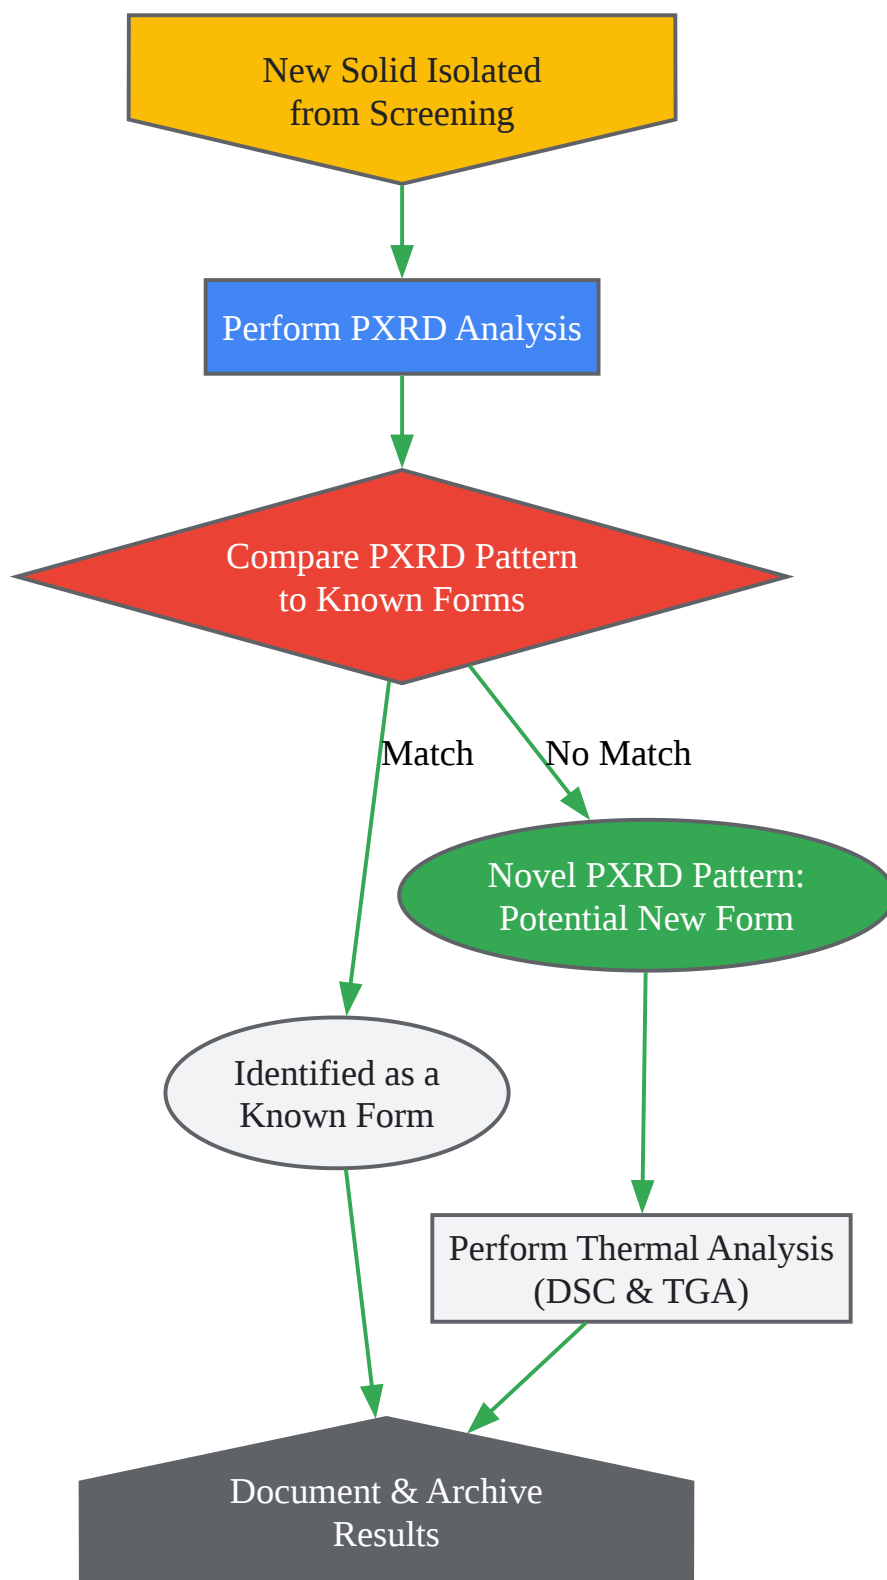 New Solid Isolated
from Screening
Perform PXRD Analysis
Compare PXRD Pattern
to Known Forms
Match
No Match
Novel PXRD Pattern:
Potential New Form
Identified as a
Known Form
Perform Thermal Analysis
(DSC & TGA)
Document & Archive
Results